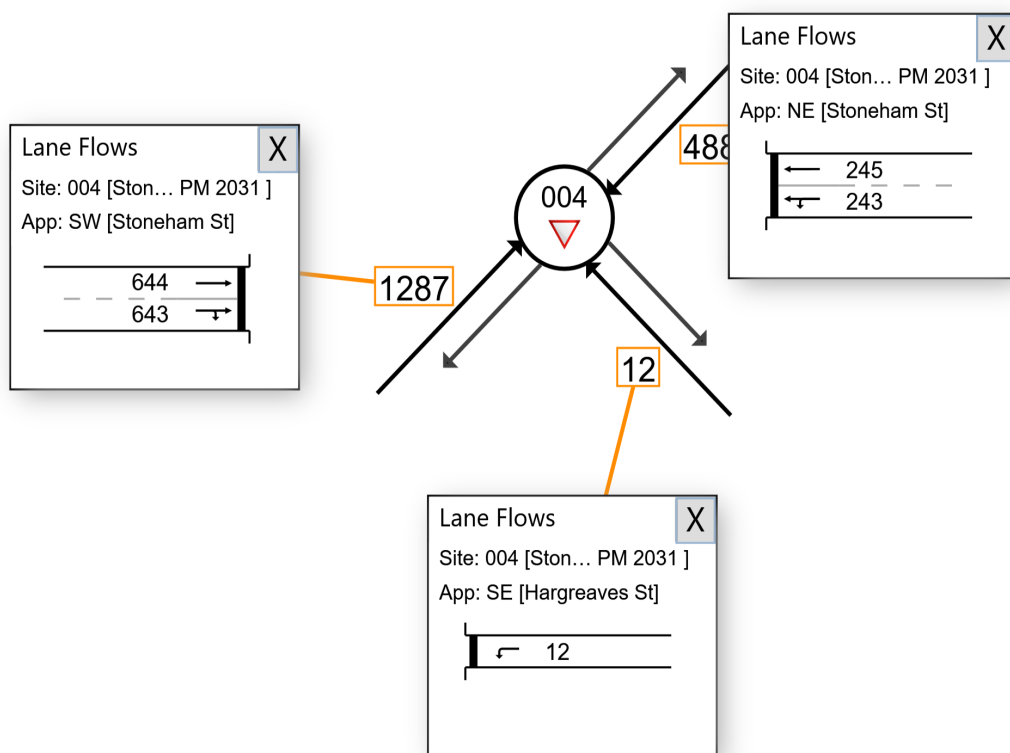 Lane Flows X
Site: 004 [Ston... PM 2031 ]
App: SW [Stoneham St]
644
643
1287
004
488
12
Lane Flows X
Site: 004 [Ston... PM 2031 ]
App: NE [Stoneham St]
245
243
Lane Flows X
Site: 004 [Ston... PM 2031 ]
App: SE [Hargreaves St]
12